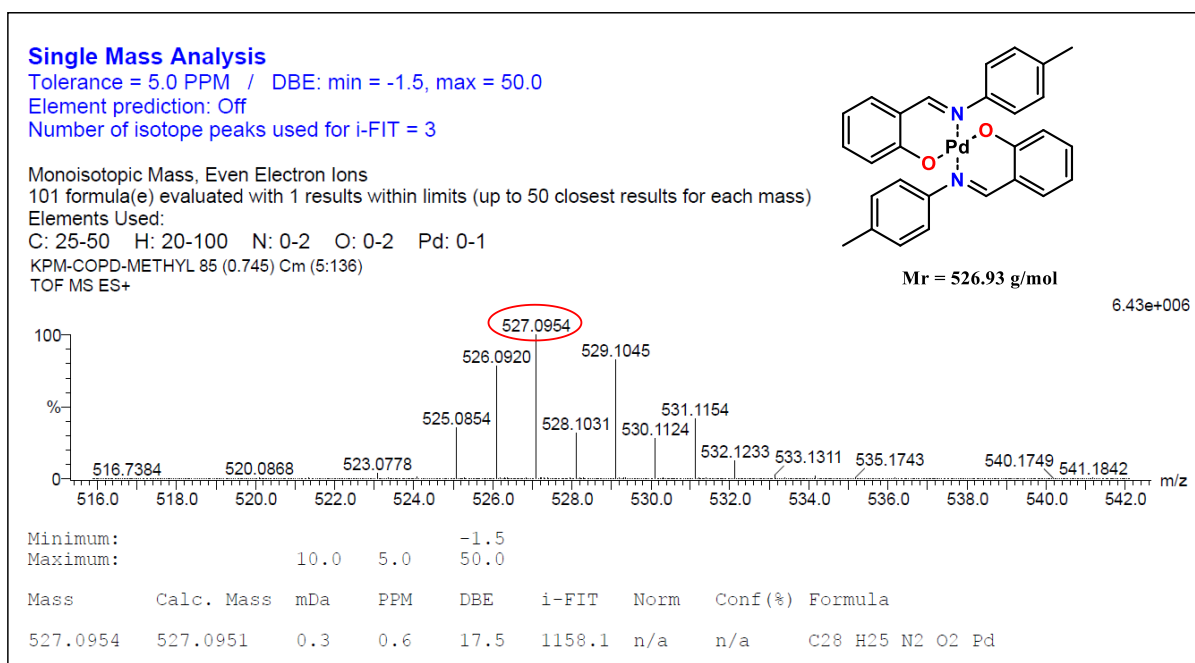 Single Mass Analysis
Tolerance = 5.0 PPM / DBE: min = -1.5, max = 50.0
Element prediction: Off
Number of isotope peaks used for i-FIT = 3
Monoisotopic Mass, Even Electron Ions
101 formula(e) evaluated with 1 results within limits (up to 50 closest results for each mass)
Elements Used:
C: 25-50 H: 20-100 N: 0-2 O: 0-2 Pd: 0-1
KPM-COPD-METHYL 85 (0.745) Cm (5:136)
TOF MS ES+
N
O
Pd
O
N
Mr = 526.93 g/mol
6.43e+006
100
%
0
516.7384
520.0868
523.0778
525.0854
526.0920
527.0954
528.1031
529.1045
530.1124
531.1154
532.1233
533.1311
535.1743
540.1749
541.1842
m/z
516.0 518.0 520.0 522.0 524.0 526.0 528.0 530.0 532.0 534.0 536.0 538.0 540.0 542.0
Minimum: -1.5
Maximum: 10.0 5.0 50.0
Mass Calc. Mass mDa PPM DBE i-FIT Norm Conf(%) Formula
527.0954 527.0951 0.3 0.6 17.5 1158.1 n/a n/a C28 H25 N2 O2 Pd